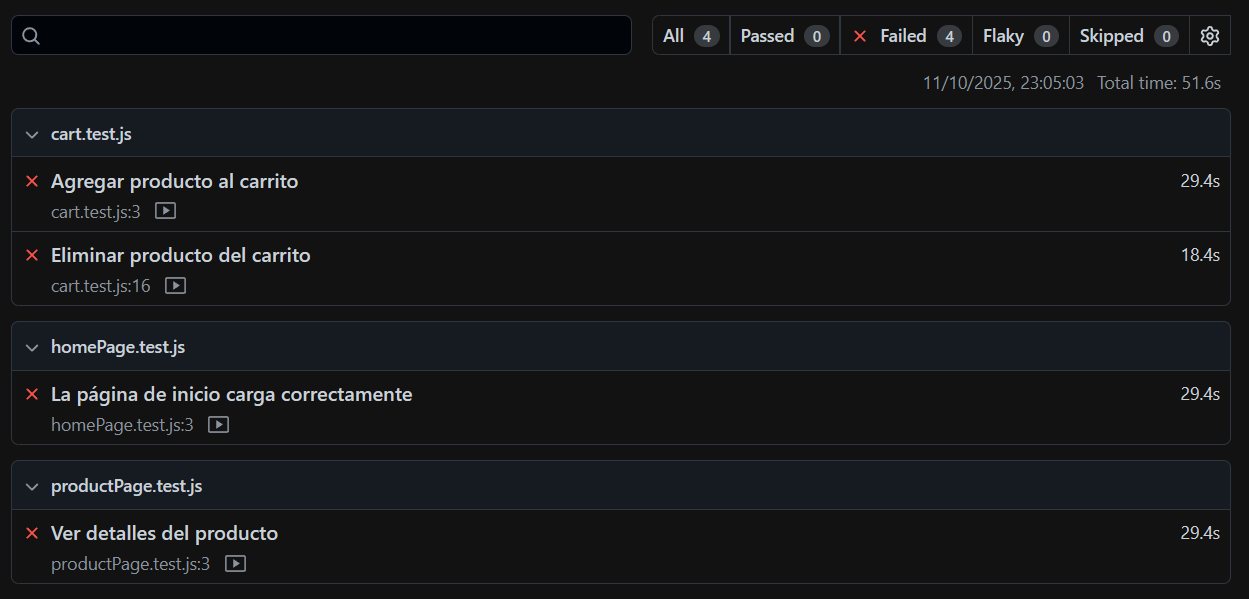 All 4 Passed 0 Failed 4 Flaky 0 Skipped 0
11/10/2025, 23:05:03 Total time: 51.6s
cart.test.js
Agregar producto al carrito 29.4s
cart.test.js:3
Eliminar producto del carrito 18.4s
cart.test.js:16
homePage.test.js
La página de inicio carga correctamente 29.4s
homePage.test.js:3
productPage.test.js
Ver detalles del producto 29.4s
productPage.test.js:3